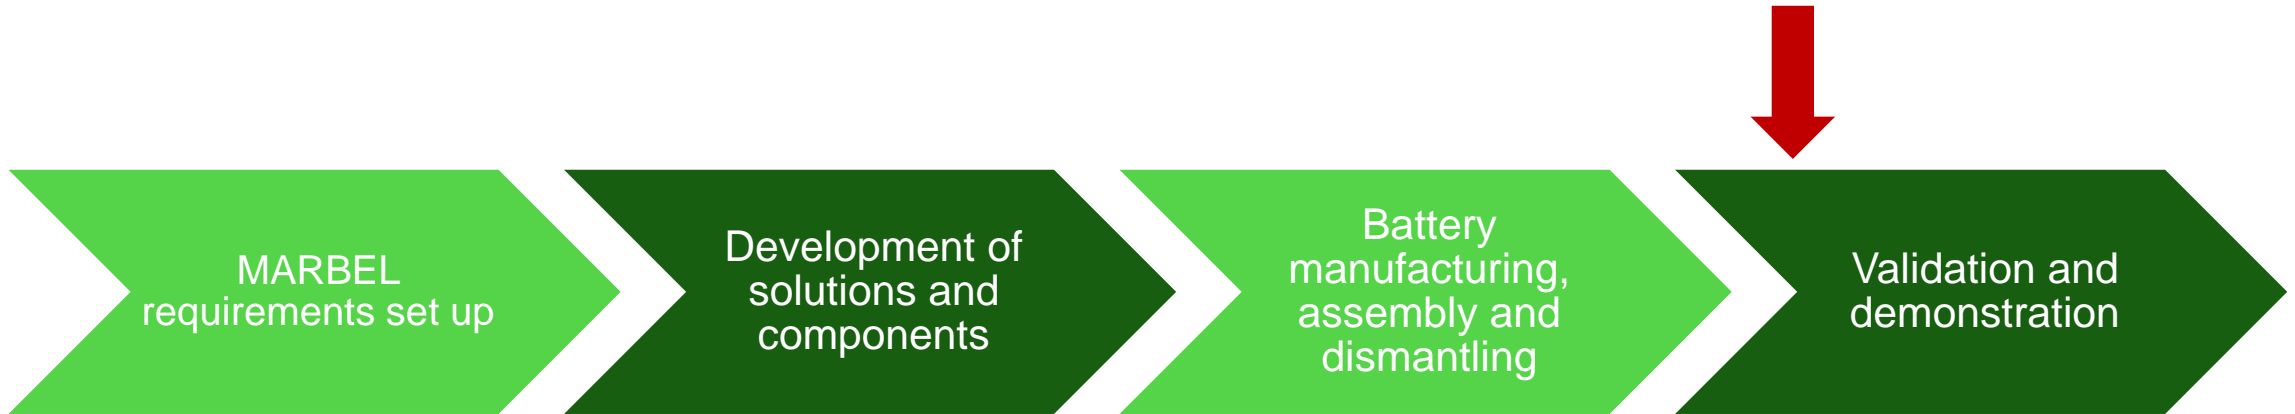 MARBEL
requirements set up
Development of
solutions and
components
Battery
manufacturing,
assembly and
dismantling
Validation and
demonstration